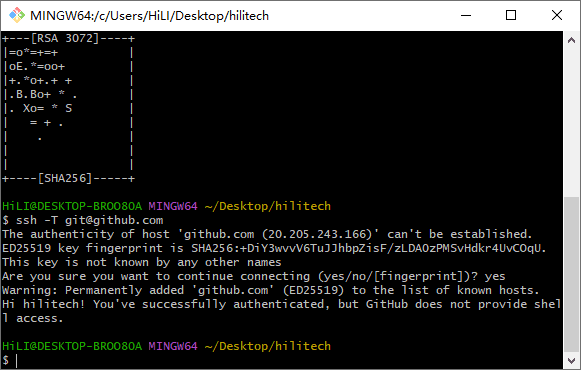 MINGW64:/c/Users/HiLI/Desktop/hilitech
+---[RSA 3072]----+
|=o*=+=+          |
|oE.*=oo+         |
|+.*o+.+ +        |
|.B.Bo+ * .       |
|. Xo= * S        |
|   = + .         |
|    .            |
|                 |
|                 |
+----[SHA256]-----+
HiLI@DESKTOP-BROO8OA MINGW64 ~/Desktop/hilitech
$ ssh -T git@github.com
The authenticity of host 'github.com (20.205.243.166)' can't be established.
ED25519 key fingerprint is SHA256:+DiY3wvvV6TuJJhbpZisF/zLDA0zPMSvHdkr4UvCOqU.
This key is not known by any other names
Are you sure you want to continue connecting (yes/no/[fingerprint])? yes
Warning: Permanently added 'github.com' (ED25519) to the list of known hosts.
Hi hilitech! You've successfully authenticated, but GitHub does not provide shel
l access.
HiLI@DESKTOP-BROO8OA MINGW64 ~/Desktop/hilitech
$